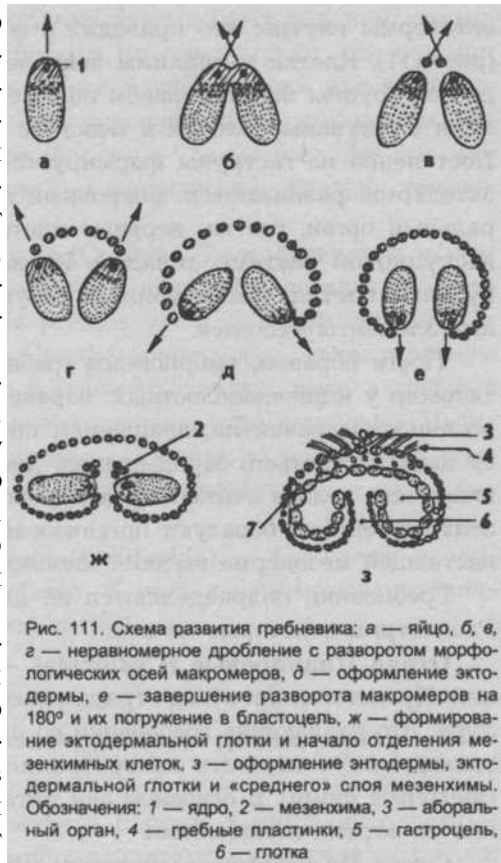 1
а
б
в
г
д
е
2
3
4
5
6
7
ж
з
Рис. 111. Схема развития гребневика: а — яйцо, б, в,
г — неравномерное дробление с разворотом морфо-
логических осей макромеров, д — оформление экто-
дермы, е — завершение разворота макромеров на
180° и их погружение в бластоцель, ж — формирова-
ние эктодермальной глотки и начало отделения ме-
зенхимных клеток, з — оформление энтодермы, экто-
дермальной глотки и «среднего» слоя мезенхимы.
Обозначения: 1 — ядро, 2 — мезенхима, 3 — абораль-
ный орган, 4 — гребные пластинки, 5 — гастроцель,
6 — глотка